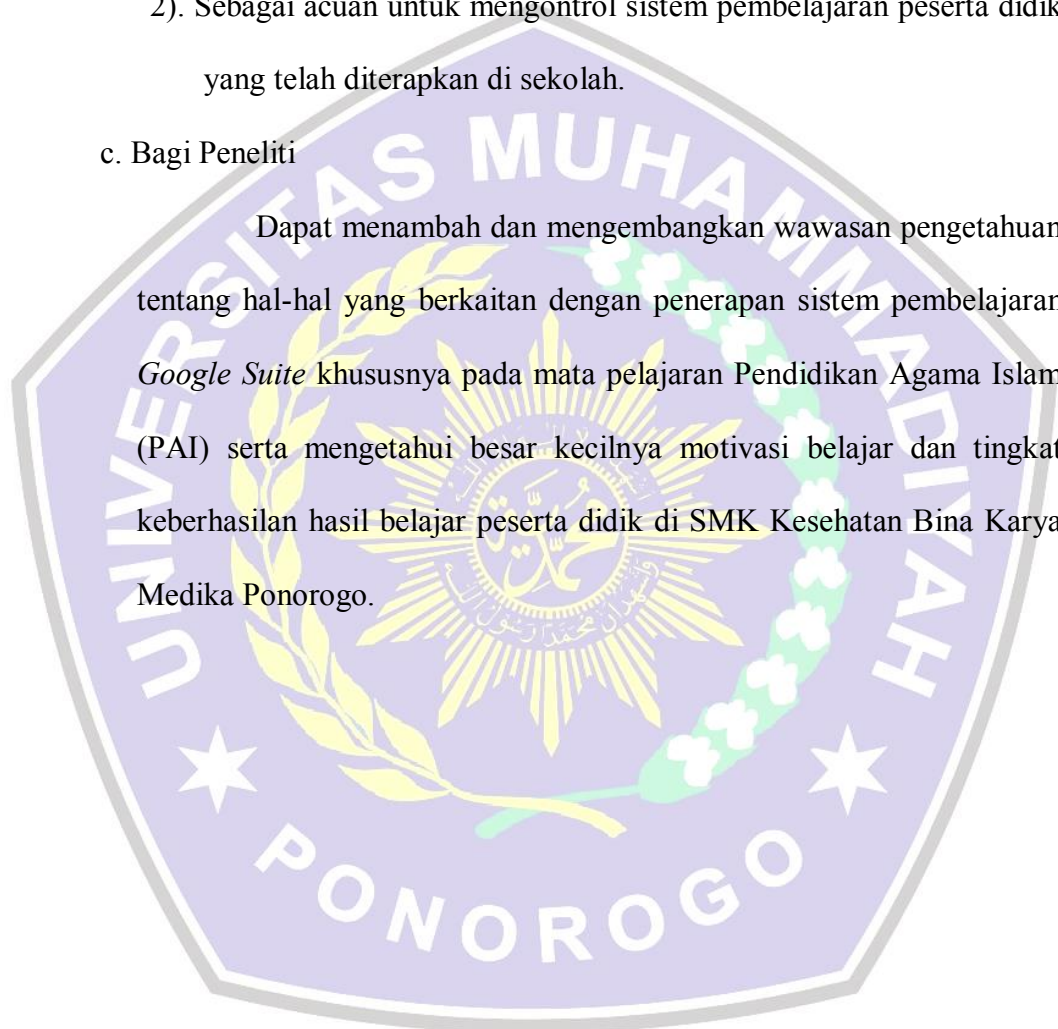 2). Sebagai acuan untuk mengontrol sistem pembelajaran peserta didik
yang telah diterapkan di sekolah.
c. Bagi Peneliti
Dapat menambah dan mengembangkan wawasan pengetahuan
tentang hal-hal yang berkaitan dengan penerapan sistem pembelajaran
Google Suite khususnya pada mata pelajaran Pendidikan Agama Islam
(PAI) serta mengetahui besar kecilnya motivasi belajar dan tingkat
keberhasilan hasil belajar peserta didik di SMK Kesehatan Bina Karya
Medika Ponorogo.
UNIVERSITAS MUHAMMADIYAH
PONOROGO